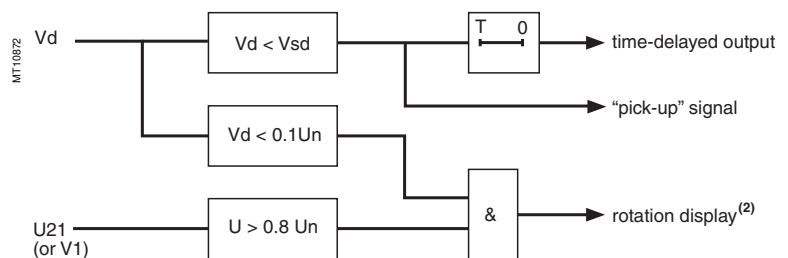 MT10872
Vd
Vd < Vsd
T 0
time-delayed output
“pick-up” signal
Vd < 0.1Un
U21
(or V1)
U > 0.8 Un
&
rotation display(2)